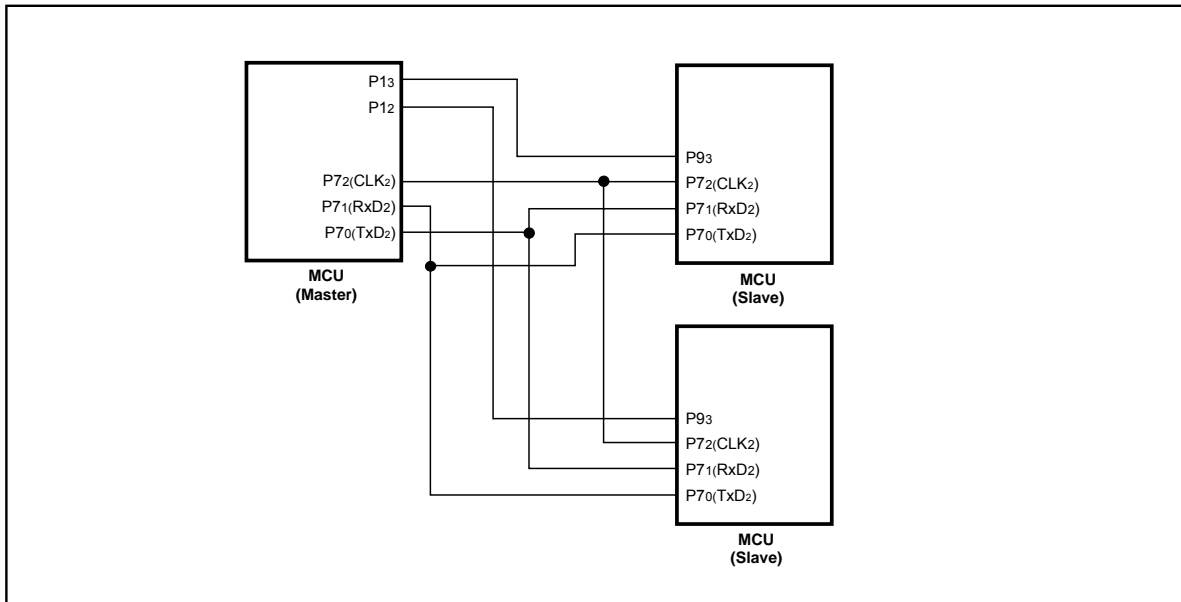 P13
P12
P72(CLK2)
P71(RxD2)
P70(TxD2)
MCU
(Master)
P93
P72(CLK2)
P71(RxD2)
P70(TxD2)
MCU
(Slave)
P93
P72(CLK2)
P71(RxD2)
P70(TxD2)
MCU
(Slave)